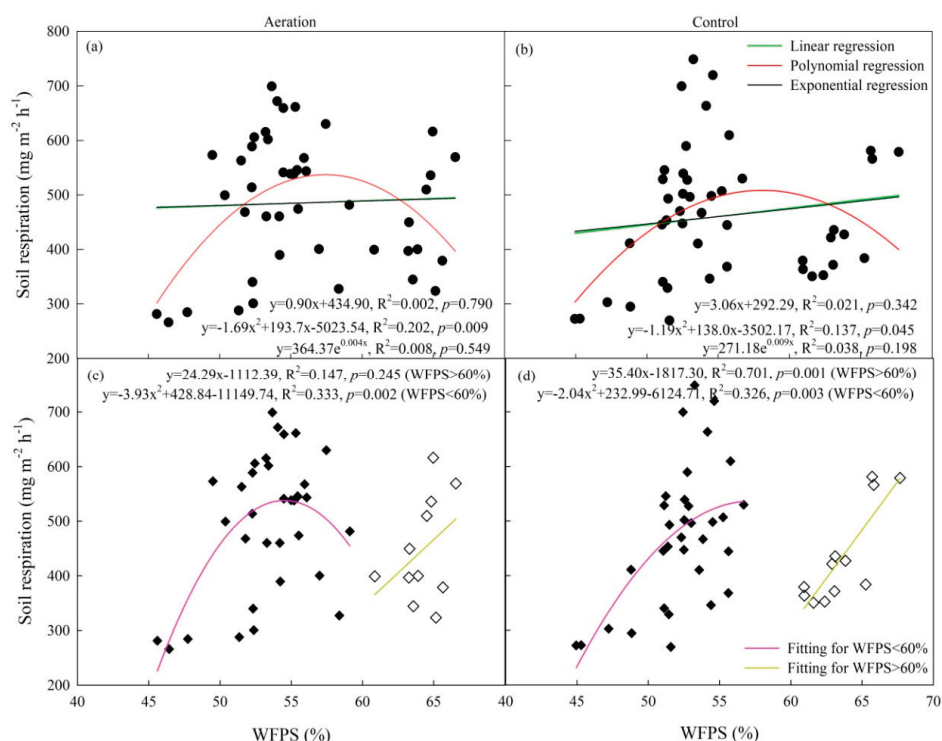 Aeration
Control
(a)
(b)
Linear regression
Polynomial regression
Exponential regression
Soil respiration (mg m⁻² h⁻¹)
800
700
600
500
400
300
200
y=0.90x+434.90, R²=0.002, p=0.790
y=-1.69x²+193.7x-5023.54, R²=0.202, p=0.009
y=364.37e^0.004x, R²=0.008, p=0.549
y=3.06x+292.29, R²=0.021, p=0.342
y=-1.19x²+138.0x-3502.17, R²=0.137, p=0.045
y=271.18e^0.009x, R²=0.038, p=0.198
(c)
y=24.29x-1112.39, R²=0.147, p=0.245 (WFPS>60%)
y=-3.93x²+428.84-11149.74, R²=0.333, p=0.002 (WFPS<60%)
(d)
y=35.40x-1817.30, R²=0.701, p=0.001 (WFPS>60%)
y=-2.04x²+232.99-6124.71, R²=0.326, p=0.003 (WFPS<60%)
Soil respiration (mg m⁻² h⁻¹)
700
600
500
400
300
200
Fitting for WFPS<60%
Fitting for WFPS>60%
40 45 50 55 60 65 40 45 50 55 60 65 70
WFPS (%)
WFPS (%)